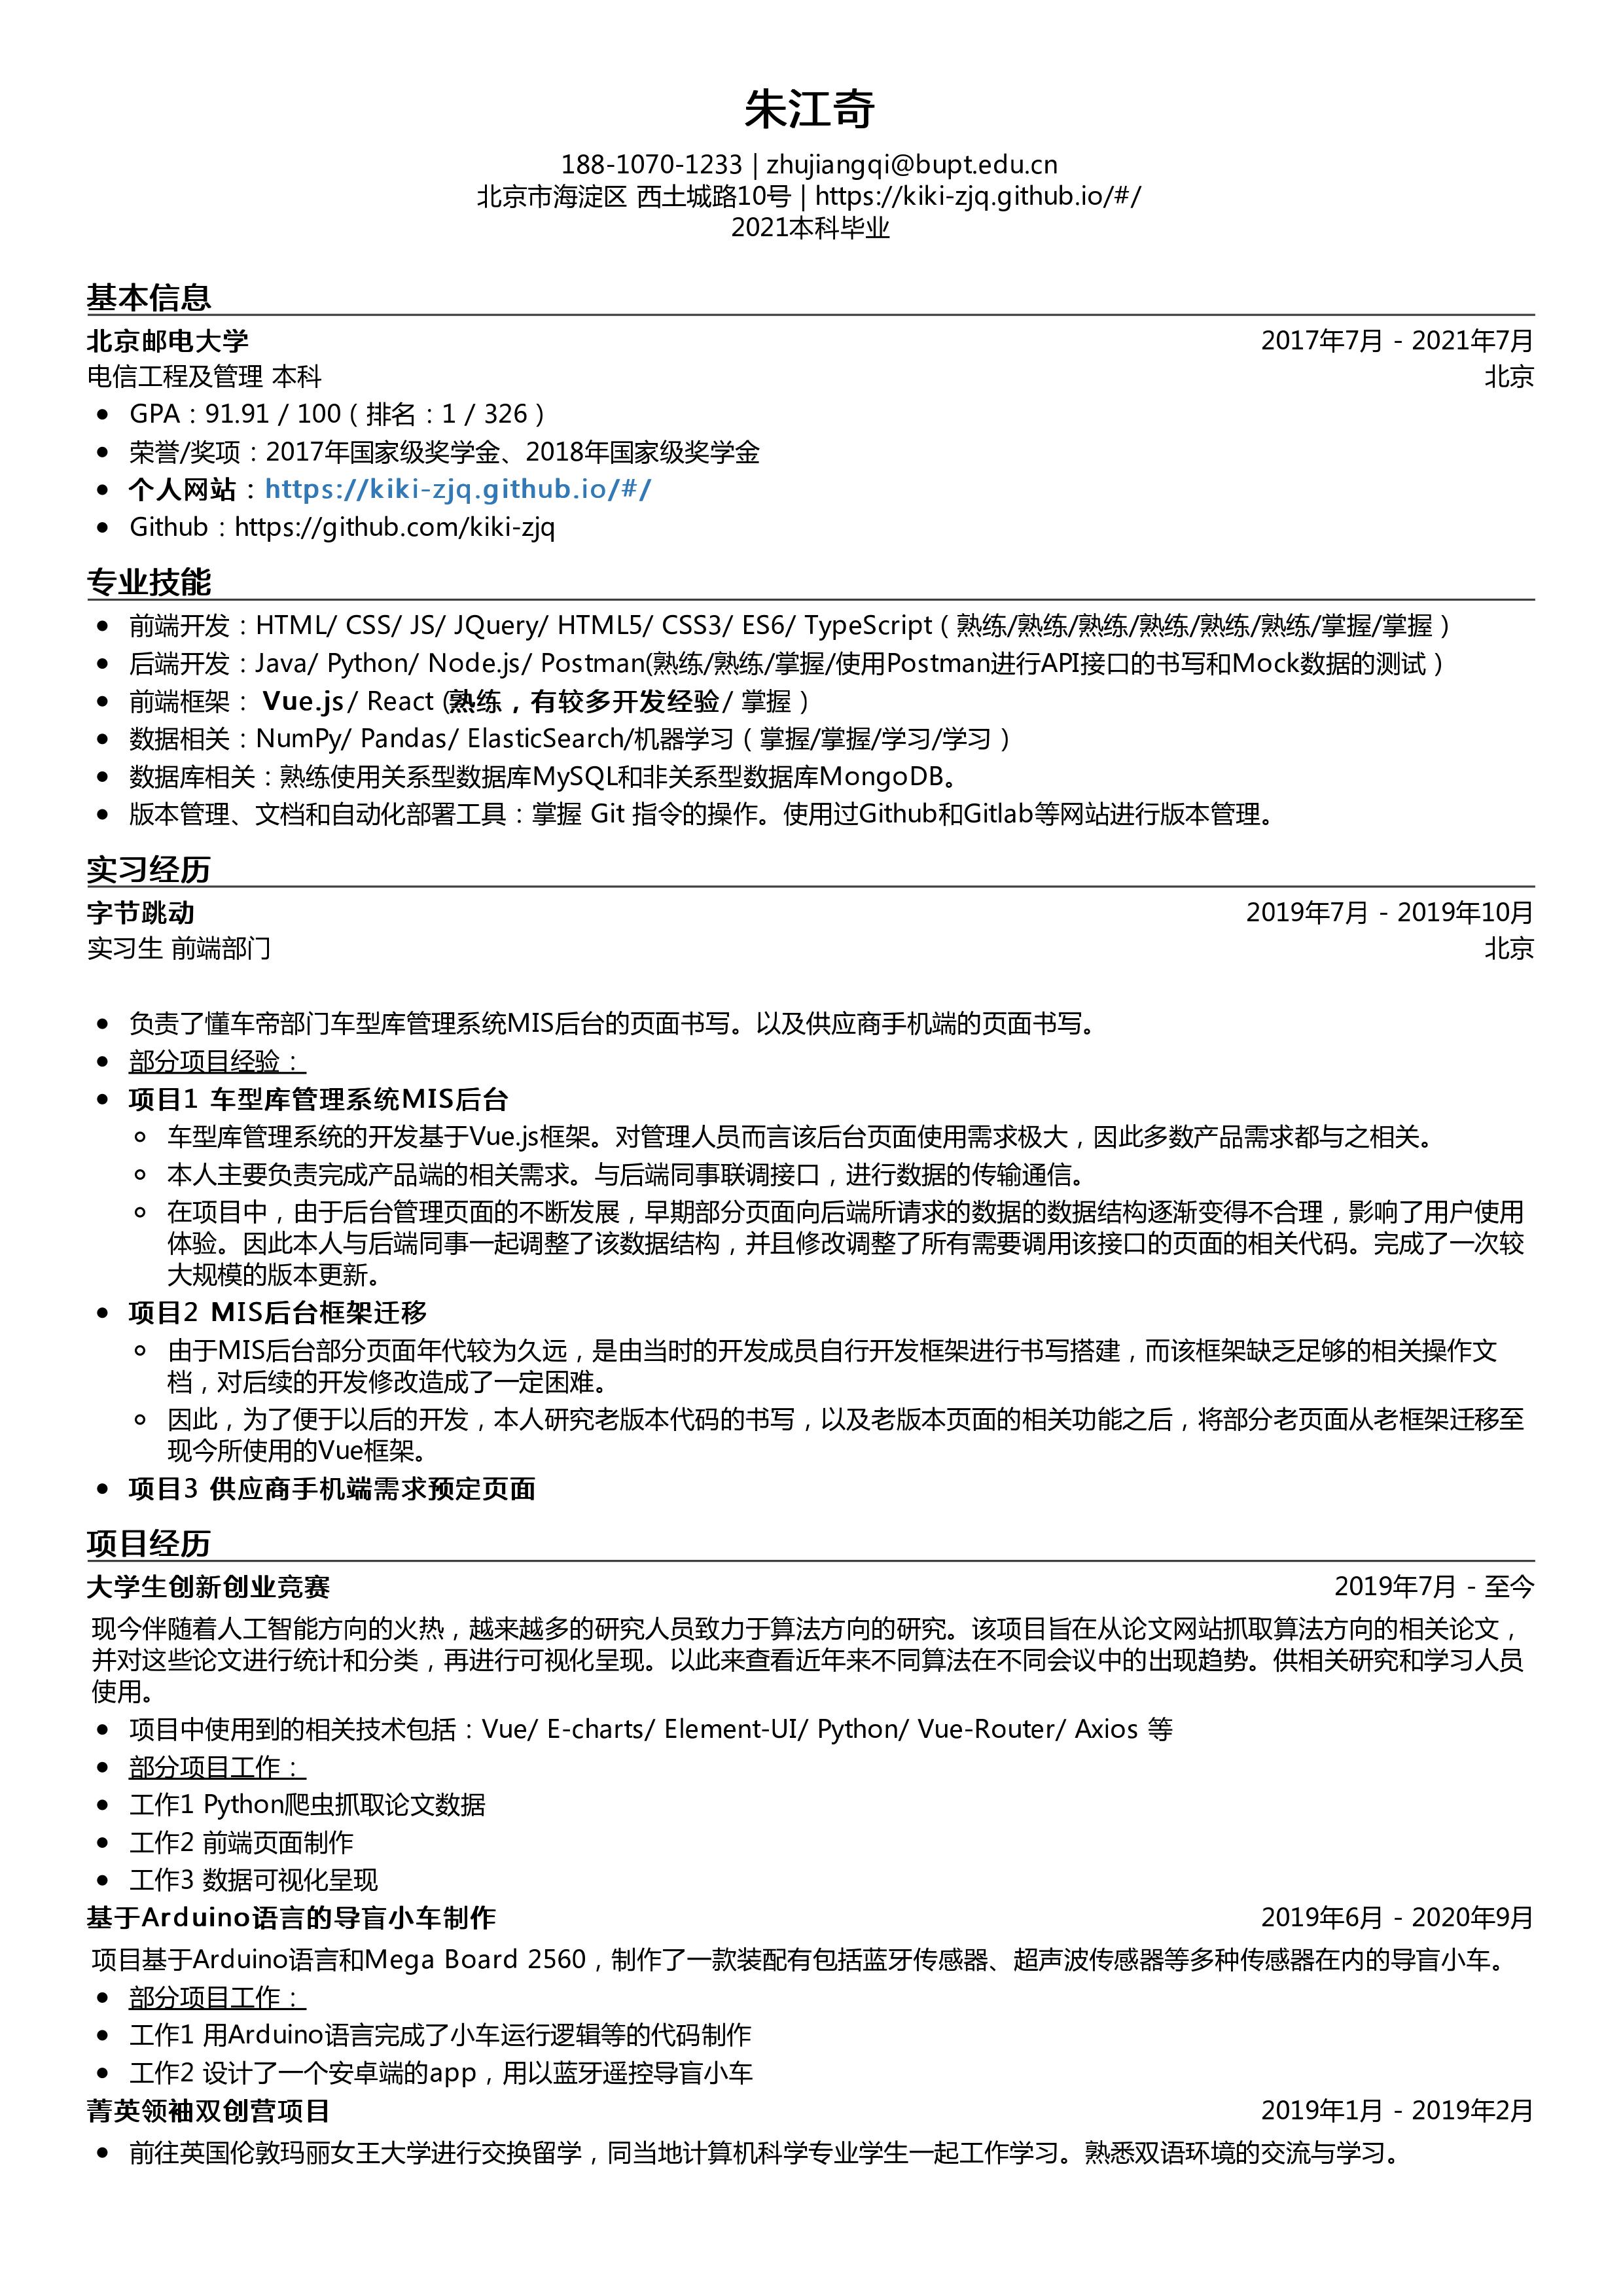 朱江奇
188-1070-1233 | zhujiangqi@bupt.edu.cn
北京市海淀区 西土城路10号 | https://kiki-zjq.github.io/#/
2021本科毕业
基本信息
北京邮电大学 2017年7月 - 2021年7月
电信工程及管理 本科 北京
● GPA：91.91 / 100（排名：1 / 326）
● 荣誉/奖项：2017年国家级奖学金、2018年国家级奖学金
● 个人网站：https://kiki-zjq.github.io/#/
● Github：https://github.com/kiki-zjq
专业技能
● 前端开发：HTML/ CSS/ JS/ JQuery/ HTML5/ CSS3/ ES6/ TypeScript（熟练/熟练/熟练/熟练/熟练/熟练/掌握/掌握）
● 后端开发：Java/ Python/ Node.js/ Postman(熟练/熟练/掌握/使用Postman进行API接口的书写和Mock数据的测试）
● 前端框架： Vue.js/ React (熟练，有较多开发经验/ 掌握）
● 数据相关：NumPy/ Pandas/ ElasticSearch/机器学习（掌握/掌握/学习/学习）
● 数据库相关：熟练使用关系型数据库MySQL和非关系型数据库MongoDB。
● 版本管理、文档和自动化部署工具：掌握 Git 指令的操作。使用过Github和Gitlab等网站进行版本管理。
实习经历
字节跳动 2019年7月 - 2019年10月
实习生 前端部门 北京
● 负责了懂车帝部门车型库管理系统MIS后台的页面书写。以及供应商手机端的页面书写。
● 部分项目经验：
● 项目1 车型库管理系统MIS后台
○ 车型库管理系统的开发基于Vue.js框架。对管理人员而言该后台页面使用需求极大，因此多数产品需求都与之相关。
○ 本人主要负责完成产品端的相关需求。与后端同事联调接口，进行数据的传输通信。
○ 在项目中，由于后台管理页面的不断发展，早期部分页面向后端所请求的数据的数据结构逐渐变得不合理，影响了用户使用
体验。因此本人与后端同事一起调整了该数据结构，并且修改调整了所有需要调用该接口的页面的相关代码。完成了一次较
大规模的版本更新。
● 项目2 MIS后台框架迁移
○ 由于MIS后台部分页面年代较为久远，是由当时的开发成员自行开发框架进行书写搭建，而该框架缺乏足够的相关操作文
档，对后续的开发修改造成了一定困难。
○ 因此，为了便于以后的开发，本人研究老版本代码的书写，以及老版本页面的相关功能之后，将部分老页面从老框架迁移至
现今所使用的Vue框架。
● 项目3 供应商手机端需求预定页面
项目经历
大学生创新创业竞赛 2019年7月 - 至今
现今伴随着人工智能方向的火热，越来越多的研究人员致力于算法方向的研究。该项目旨在从论文网站抓取算法方向的相关论文，
并对这些论文进行统计和分类，再进行可视化呈现。以此来查看近年来不同算法在不同会议中的出现趋势。供相关研究和学习人员
使用。
● 项目中使用到的相关技术包括：Vue/ E-charts/ Element-UI/ Python/ Vue-Router/ Axios 等
● 部分项目工作：
● 工作1 Python爬虫抓取论文数据
● 工作2 前端页面制作
● 工作3 数据可视化呈现
基于Arduino语言的导盲小车制作 2019年6月 - 2020年9月
项目基于Arduino语言和Mega Board 2560，制作了一款装配有包括蓝牙传感器、超声波传感器等多种传感器在内的导盲小车。
● 部分项目工作：
● 工作1 用Arduino语言完成了小车运行逻辑等的代码制作
● 工作2 设计了一个安卓端的app，用以蓝牙遥控导盲小车
菁英领袖双创营项目 2019年1月 - 2019年2月
● 前往英国伦敦玛丽女王大学进行交换留学，同当地计算机科学专业学生一起工作学习。熟悉双语环境的交流与学习。